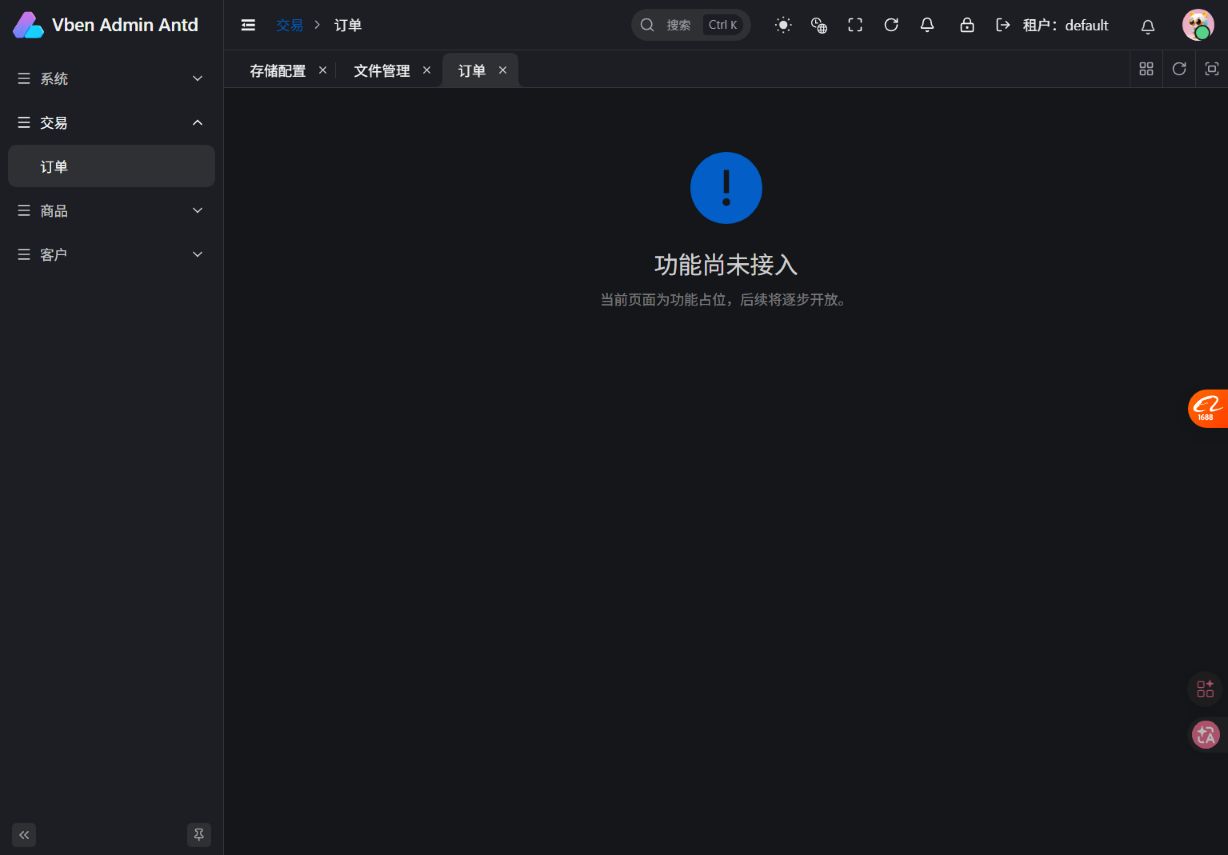 Vben Admin Antd
交易 > 订单
搜索 Ctrl K
租户：default
系统
交易
订单
商品
客户
存储配置
文件管理
订单
功能尚未接入
当前页面为功能占位，后续将逐步开放。
1688